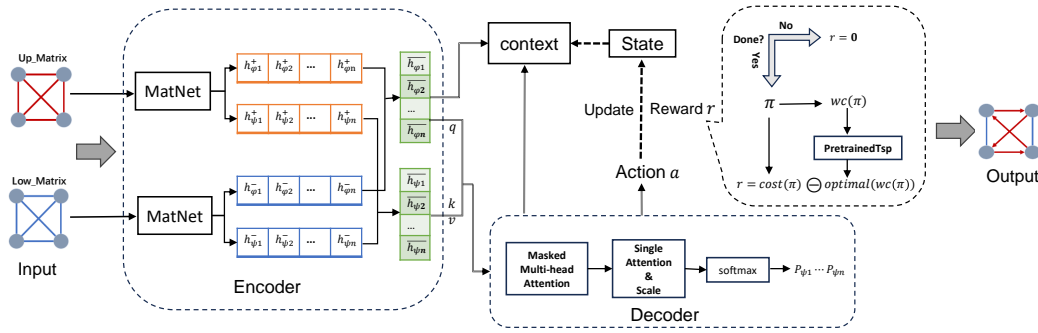 Up_Matrix
Low_Matrix
Input
MatNet
MatNet
h⁺φ1 h⁺φ2 ... h⁺φn
h⁺ψ1 h⁺ψ2 ... h⁺ψn
h⁻φ1 h⁻φ2 ... h⁻φn
h⁻ψ1 h⁻ψ2 ... h⁻ψn
Encoder
h̅φ1
h̅φ2
...
h̅φn
h̅ψ1
h̅ψ2
...
h̅ψn
q
k
v
context
State
Update
Reward r
Action a
Masked
Multi-head
Attention
Single
Attention
&
Scale
softmax
Pψ1 ⋯ Pψn
Decoder
No
Done?
Yes
r = 0
π
wc(π)
PretrainedTsp
r = cost(π) ⊖ optimal(wc(π))
Output